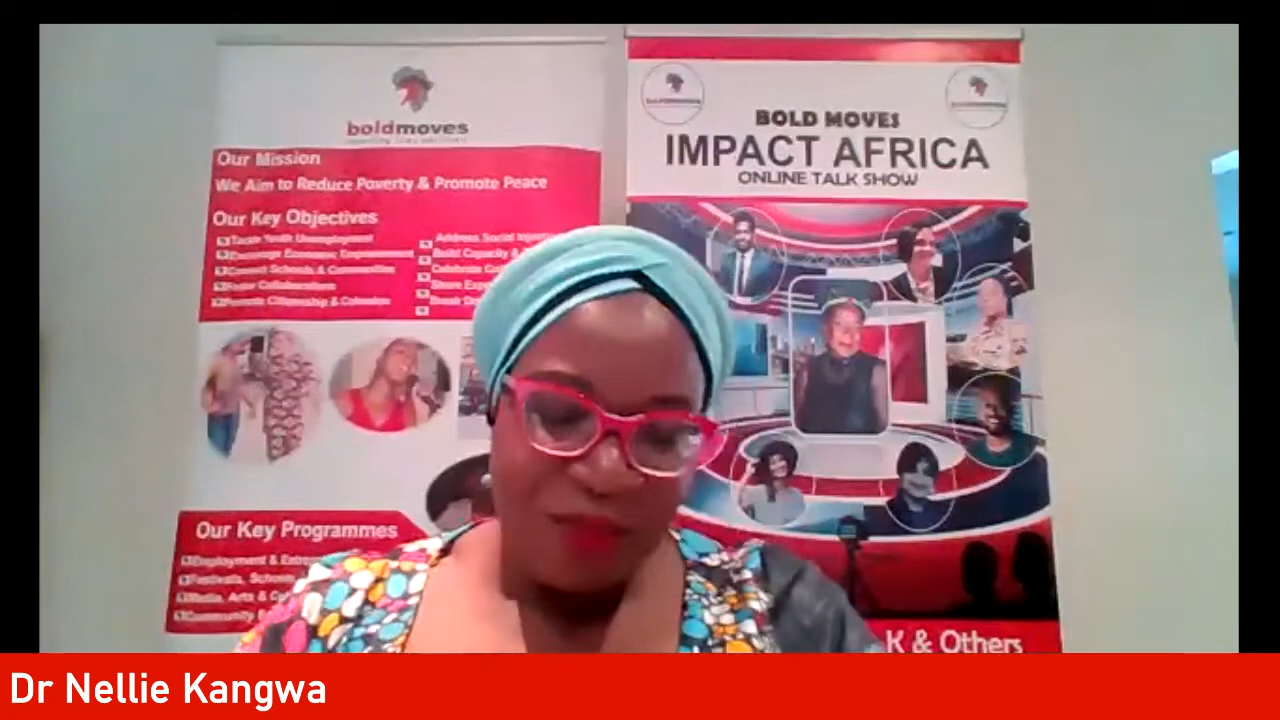 boldmoves
Our Mission
We Aim to Reduce Poverty & Promote Peace
Our Key Objectives
Tackle Youth Unemployment
Encourage Economic Empowerment
Connect Schools & Communities
Foster Collaborations
Promote Citizenship & Cohesion
Address Social
Build Capacity &
Celebrate
Share
Break
Our Key Programmes
Employment &
Festivals, Schools
Media, Arts &
Community &
BOLD MOVES
IMPACT AFRICA
ONLINE TALK SHOW
K & Others
Dr Nellie Kangwa